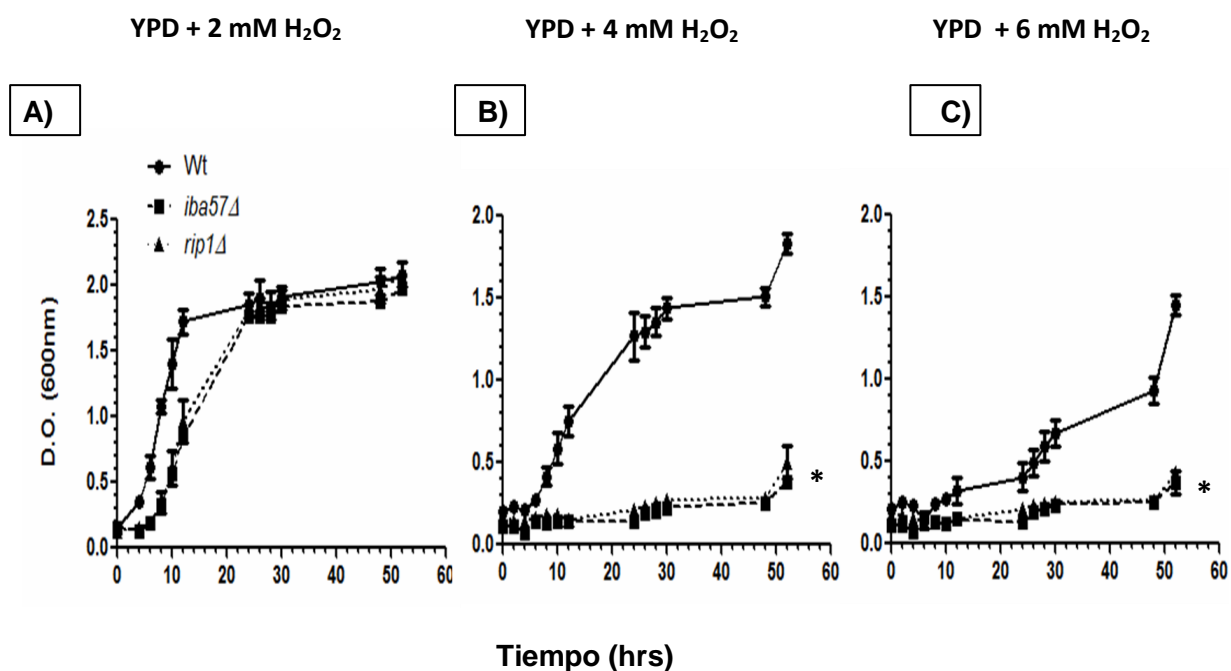 YPD + 2 mM H₂O₂
YPD + 4 mM H₂O₂
YPD + 6 mM H₂O₂
A)
B)
C)
Wt
iba57Δ
rip1Δ
D.O. (600nm)
2.5
2.0
1.5
1.0
0.5
0.0
0 10 20 30 40 50 60
2.0
1.5
1.0
0.5
0.0
0 10 20 30 40 50 60
*
2.0
1.5
1.0
0.5
0.0
0 10 20 30 40 50 60
*
Tiempo (hrs)